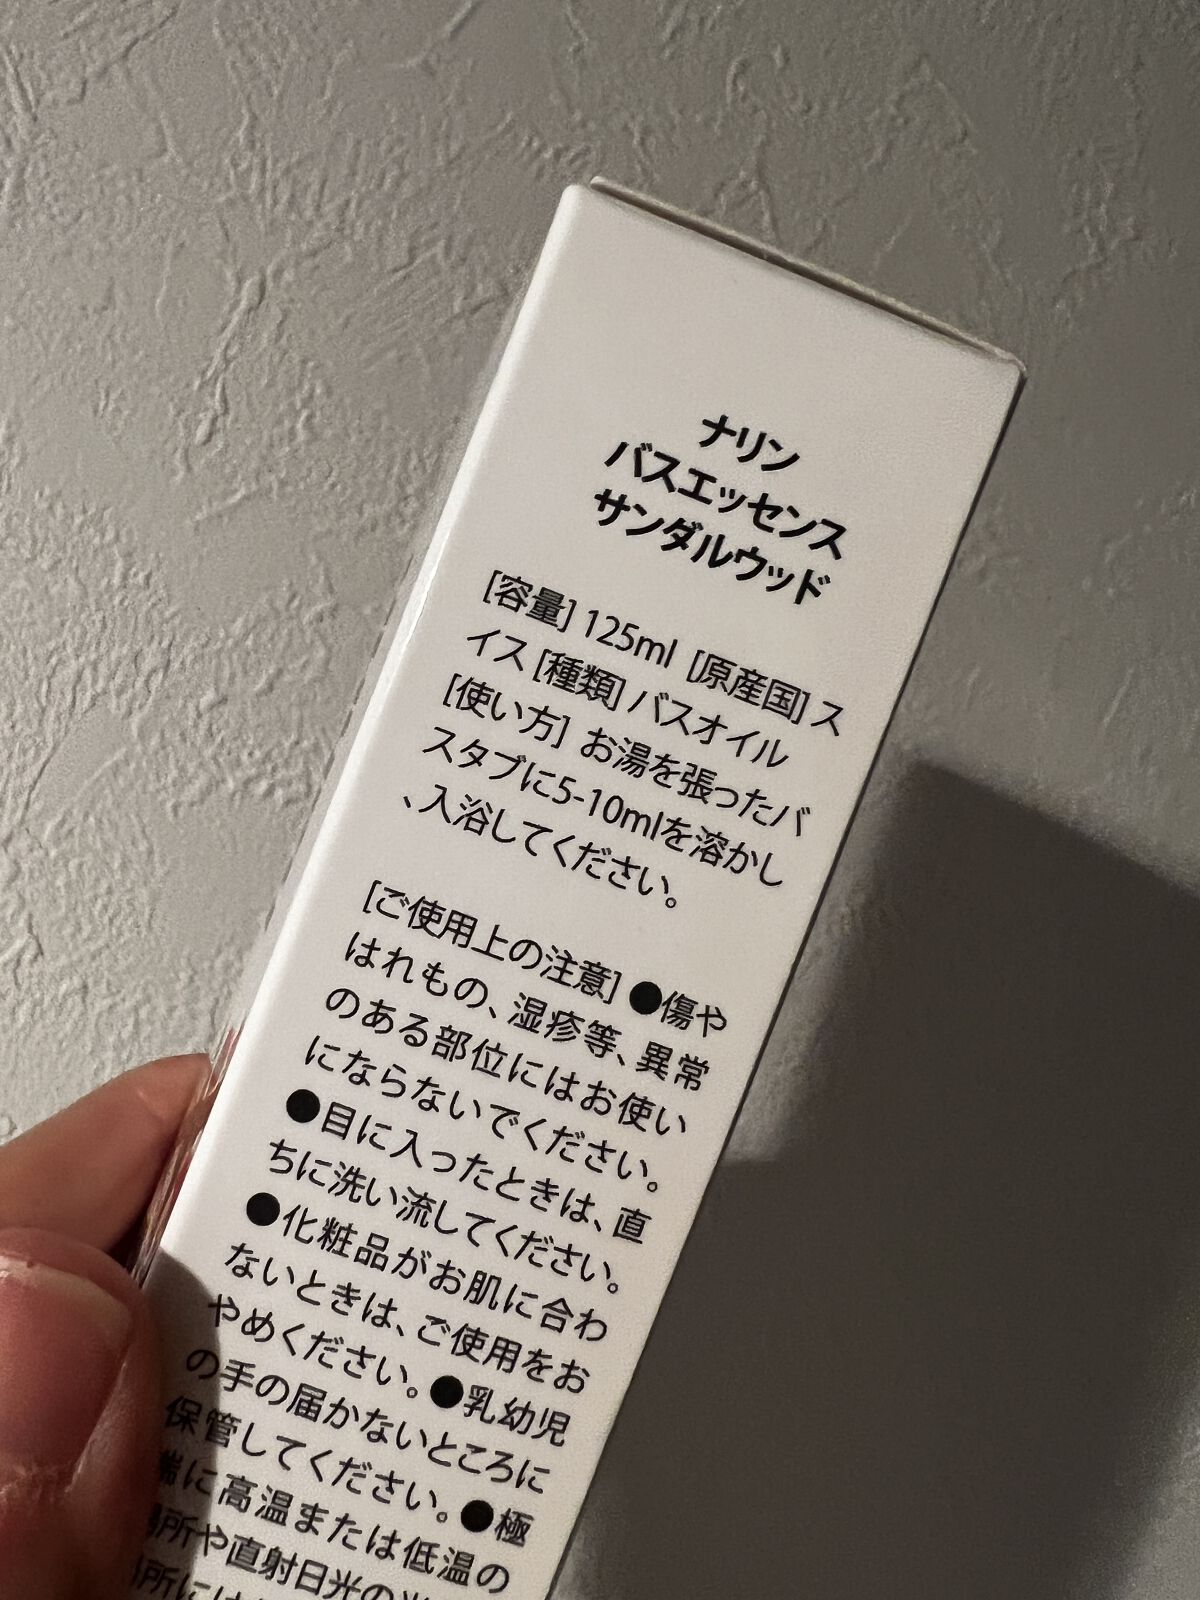 ナリン
バスエッセンス
サンダルウッド
[容量] 125ml [原産国] ス
イス [種類] バスオイル
[使い方] お湯を張ったバ
スタブに5-10mlを溶かし
、入浴してください。
[ご使用上の注意] ●傷や
はれもの、湿疹等、異常
のある部位にはお使い
にならないでください。
●目に入ったときは、直
ちに洗い流してください。
●化粧品がお肌に合わ
ないときは、ご使用をお
やめください。●乳幼児
の手の届かないところに
保管してください。●極
端に高温または低温の
場所や直射日光の